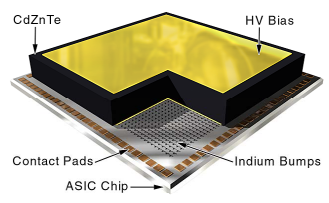 CdZnTe
HV Bias
Contact Pads
Indium Bumps
ASIC Chip